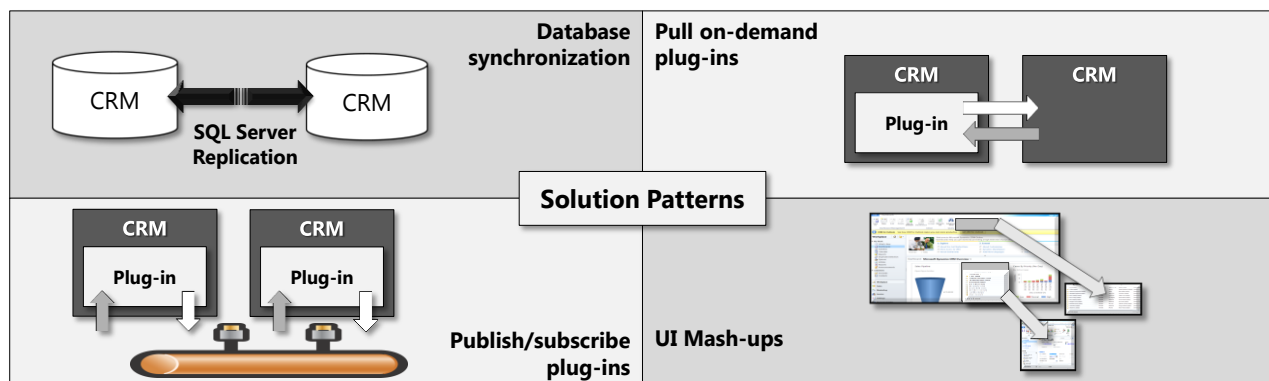 Database
synchronization
CRM
CRM
SQL Server
Replication
Pull on-demand
plug-ins
CRM
CRM
Plug-in
Solution Patterns
CRM
CRM
Plug-in
Plug-in
Publish/subscribe
plug-ins
UI Mash-ups